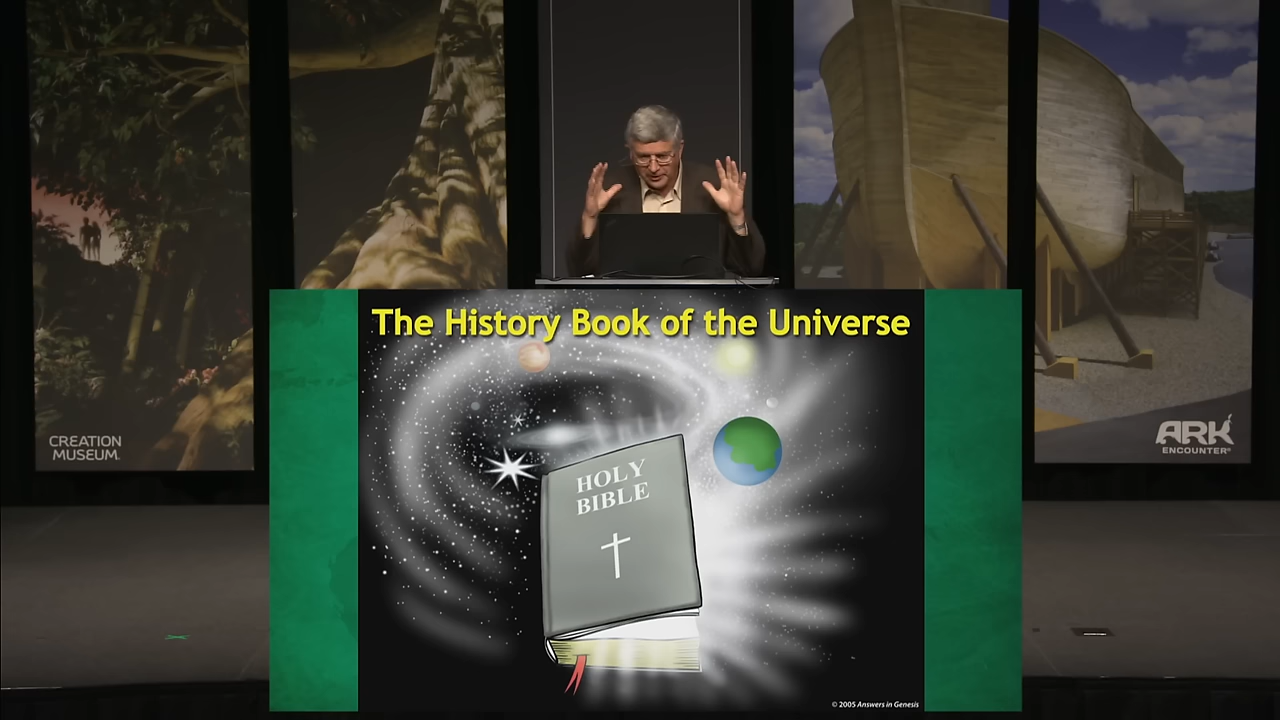 CREATION
MUSEUM
ARK
ENCOUNTER®
The History Book of the Universe
HOLY
BIBLE
© 2005 Answers in Genesis